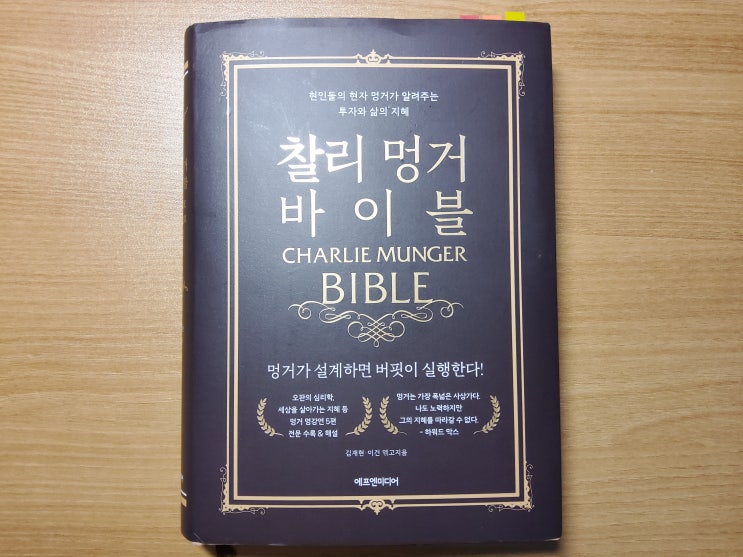 현인들의 현자 멍거가 알려주는
투자와 삶의 지혜
찰리 멍거
바이블
CHARLIE MUNGER
BIBLE
멍거가 설계하면 버핏이 실행한다!
오판의 심리학,
세상을 살아가는 지혜 등
멍거 명강연 5편
전문 수록 & 해설
멍거는 가장 폭넓은 사상가다.
나도 노력하지만
그의 지혜를 따라갈 수 없다.
- 하워드 막스
김재현·이건 엮고지음
에프엔미디어